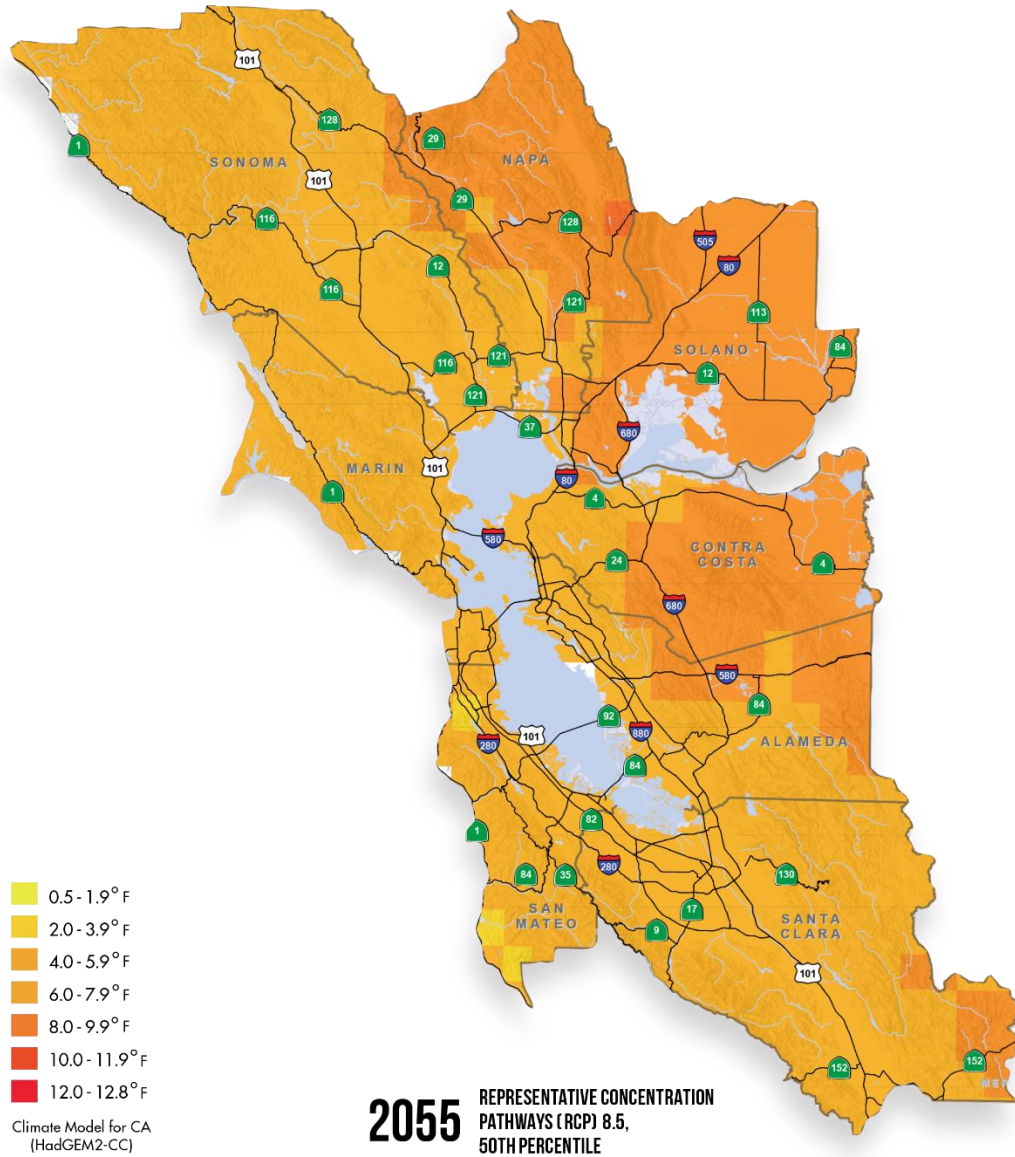 101
128
29
1
SONOMA
NAPA
101
29
116
128
505
12
80
116
121
113
SOLANO
84
116
121
12
121
37
680
MARIN
101
80
1
4
580
CONTRA
COSTA
24
4
680
580
84
92
101
880
280
ALAMEDA
84
1
82
280
84
35
130
SAN
MATEO
17
SANTA
CLARA
9
101
152
152
MER
0.5 - 1.9° F
2.0 - 3.9° F
4.0 - 5.9° F
6.0 - 7.9° F
8.0 - 9.9° F
10.0 - 11.9° F
12.0 - 12.8° F
Climate Model for CA
(HadGEM2-CC)
2055
REPRESENTATIVE CONCENTRATION
PATHWAYS (RCP) 8.5,
50TH PERCENTILE